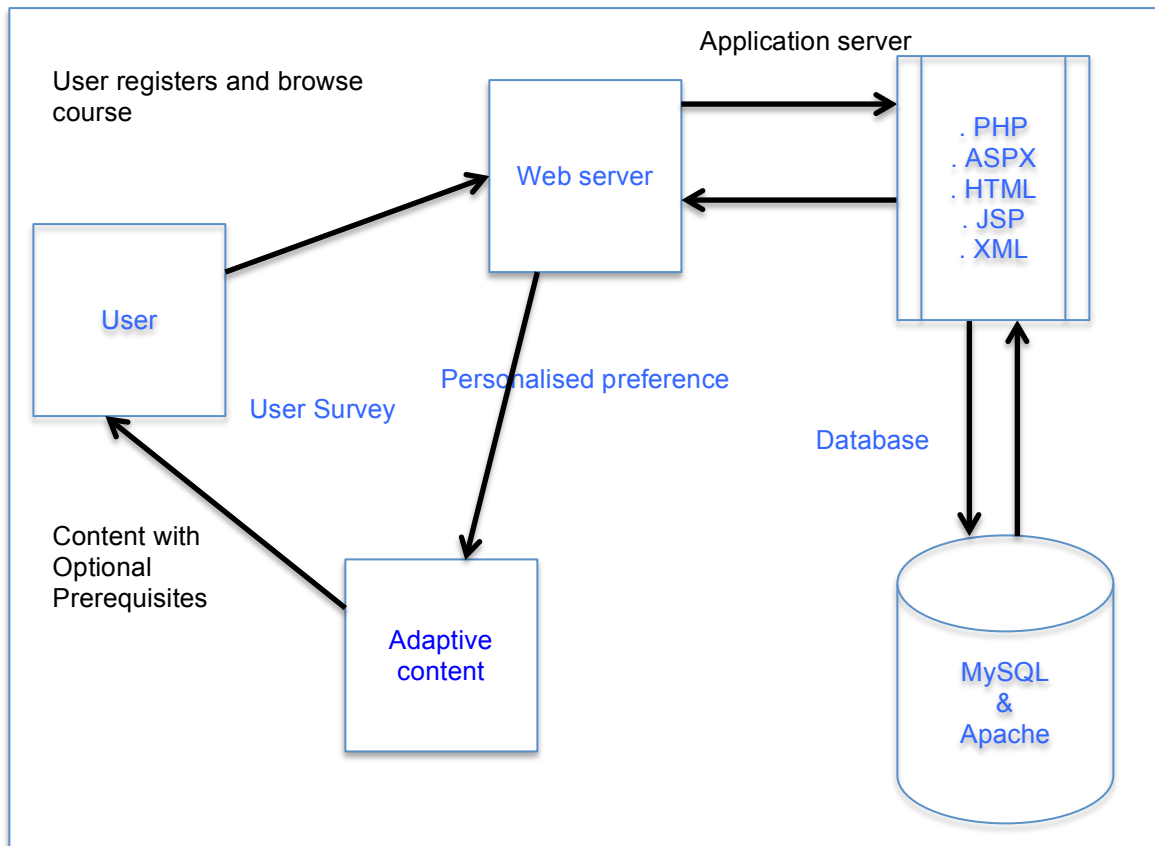 Application server
User registers and browse
course
. PHP
. ASPX
. HTML
. JSP
. XML
Web server
User
Personalised preference
User Survey
Database
Content with
Optional
Prerequisites
Adaptive
content
MySQL
&
Apache